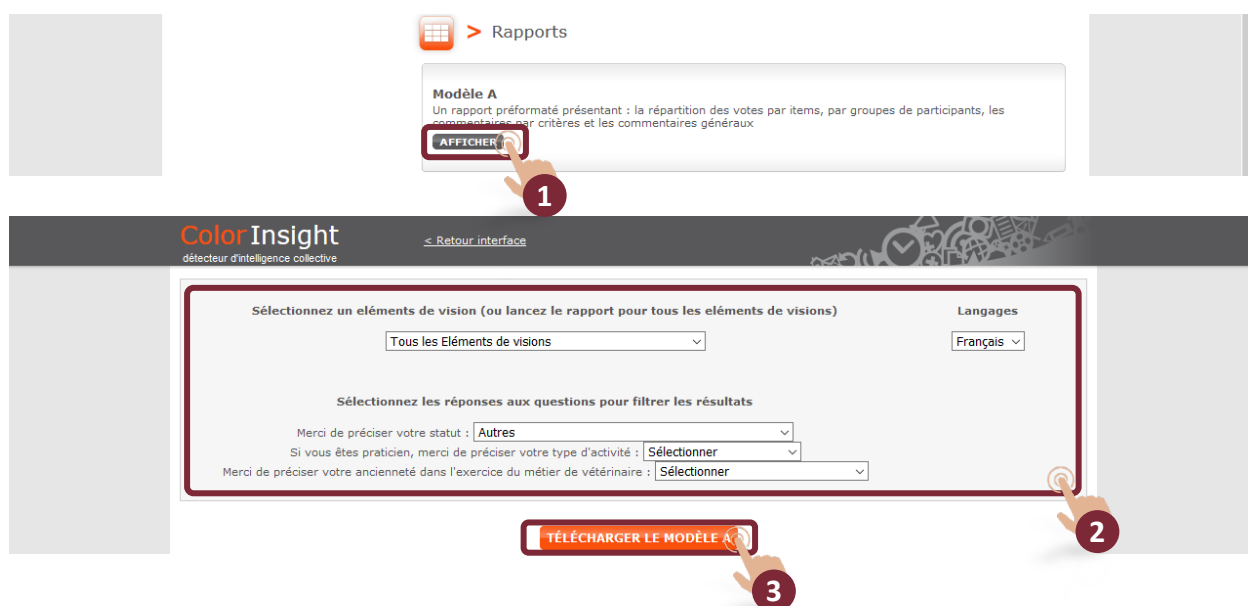 > Rapports
Modèle A
Un rapport préformaté présentant : la répartition des votes par items, par groupes de participants, les
commentaires par critères et les commentaires généraux
AFFICHER
1
Color Insight
détecteur d'intelligence collective
< Retour interface
Sélectionnez un eléments de vision (ou lancez le rapport pour tous les eléments de visions)
Langages
Tous les Eléments de visions
Français
Sélectionnez les réponses aux questions pour filtrer les résultats
Merci de préciser votre statut : Autres
Si vous êtes praticien, merci de préciser votre type d'activité : Sélectionner
Merci de préciser votre ancienneté dans l'exercice du métier de vétérinaire : Sélectionner
2
TÉLÉCHARGER LE MODÈLE A
3